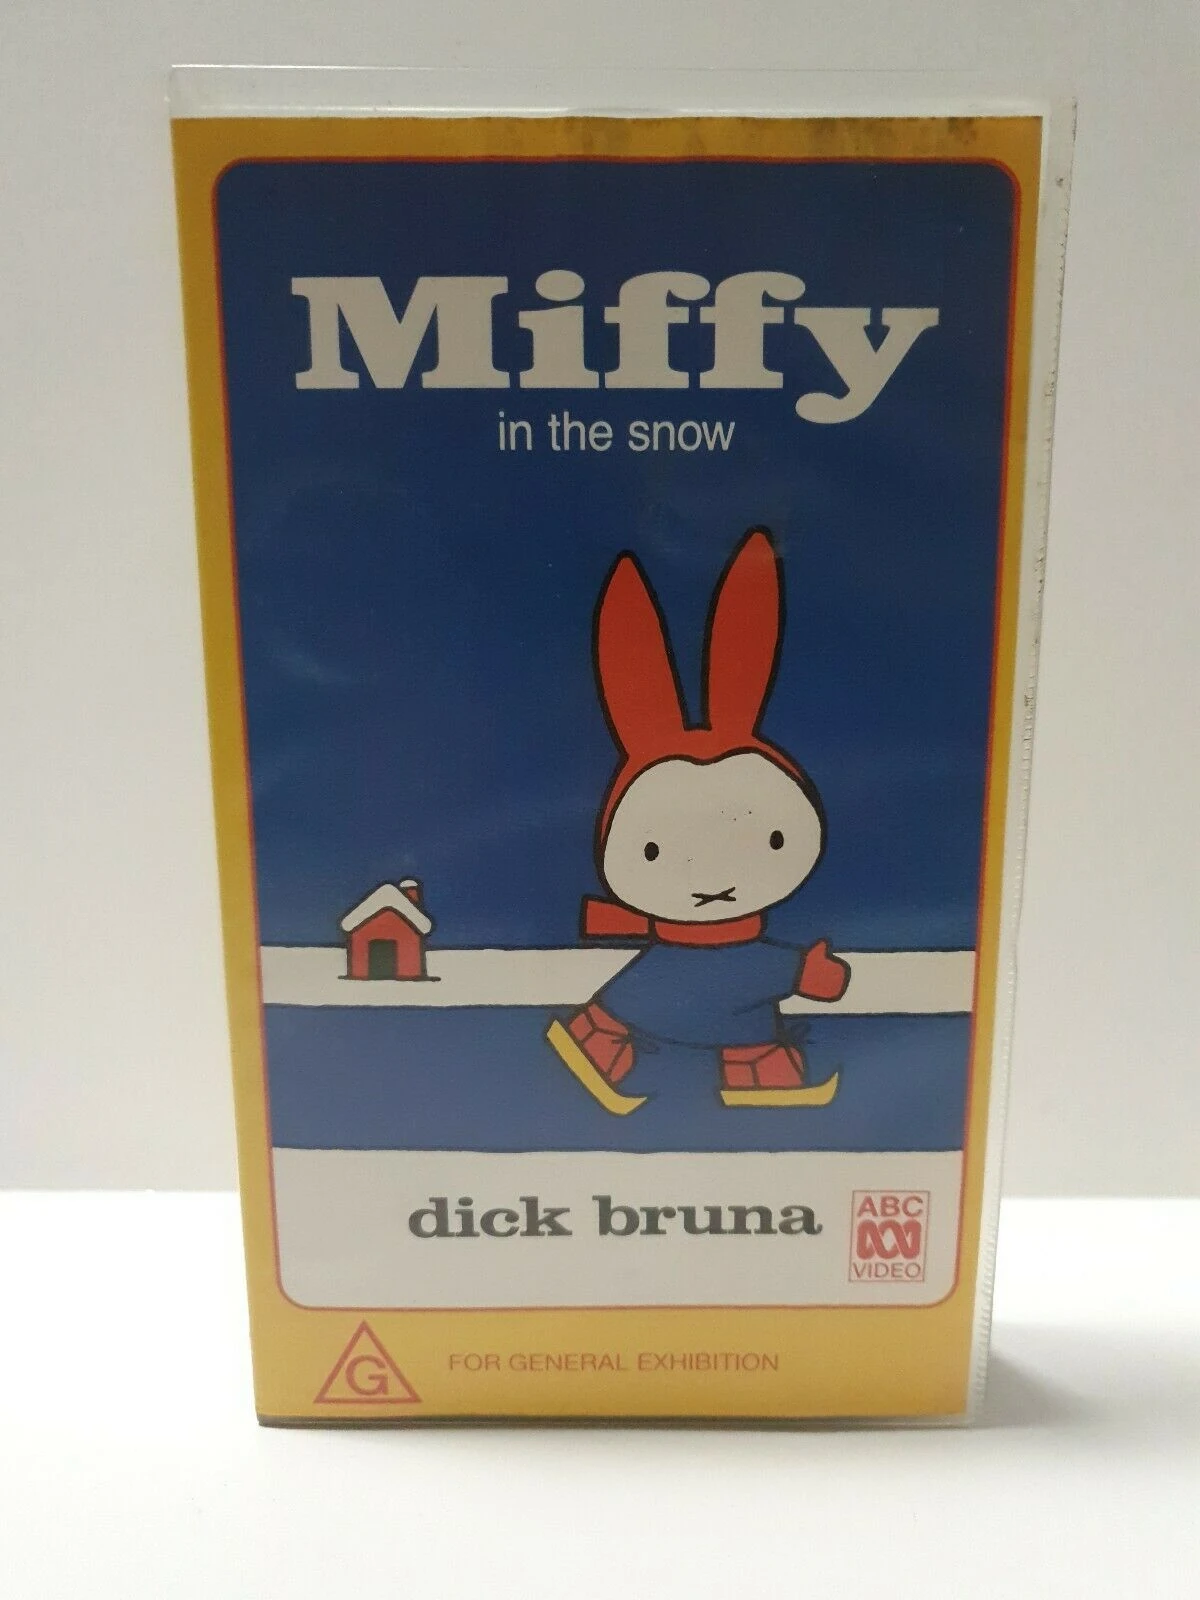 Miffy
in the snow
dick bruna
ABC
VIDEO
G
FOR GENERAL EXHIBITION